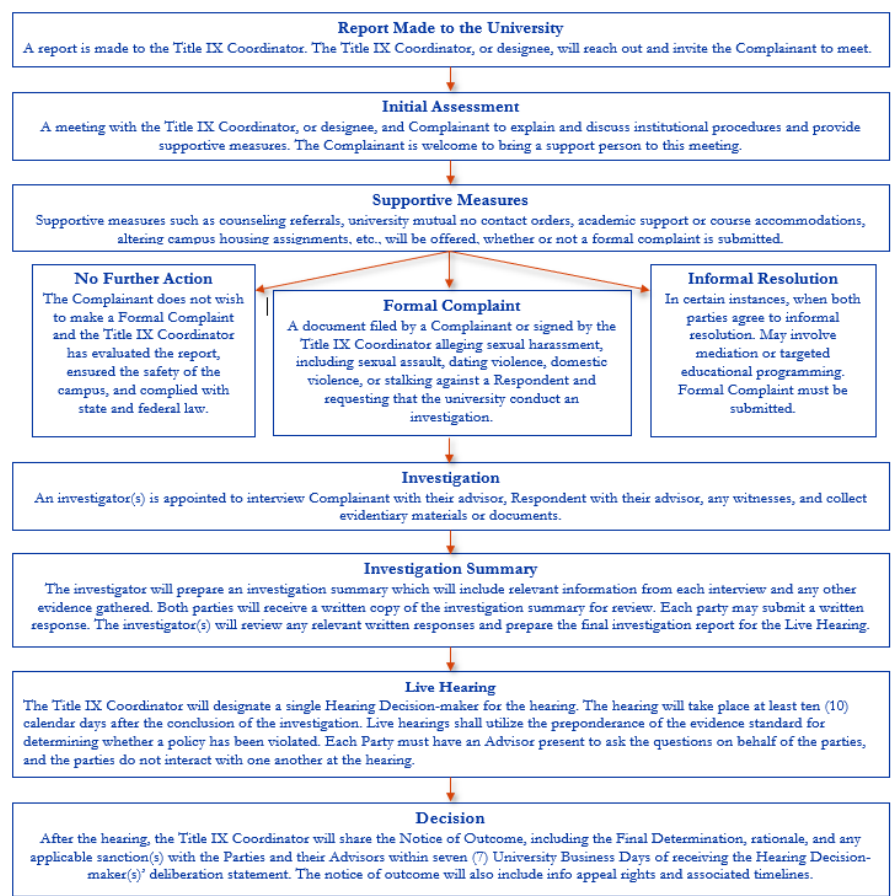 Report Made to the University
A report is made to the Title IX Coordinator. The Title IX Coordinator, or designee, will reach out and invite the Complainant to meet.
Initial Assessment
A meeting with the Title IX Coordinator, or designee, and Complainant to explain and discuss institutional procedures and provide
supportive measures. The Complainant is welcome to bring a support person to this meeting.
Supportive Measures
Supportive measures such as counseling referrals, university mutual no contact orders, academic support or course accommodations,
altering campus housing assignments, etc., will be offered, whether or not a formal complaint is submitted.
No Further Action
The Complainant does not wish
to make a Formal Complaint
and the Title IX Coordinator
has evaluated the report,
ensured the safety of the
campus, and complied with
state and federal law.
Formal Complaint
A document filed by a Complainant or signed by the
Title IX Coordinator alleging sexual harassment,
including sexual assault, dating violence, domestic
violence, or stalking against a Respondent and
requesting that the university conduct an
investigation.
Informal Resolution
In certain instances, when both
parties agree to informal
resolution. May involve
mediation or targeted
educational programming.
Formal Complaint must be
submitted.
Investigation
An investigator(s) is appointed to interview Complainant with their advisor, Respondent with their advisor, any witnesses, and collect
evidentiary materials or documents.
Investigation Summary
The investigator will prepare an investigation summary which will include relevant information from each interview and any other
evidence gathered. Both parties will receive a written copy of the investigation summary for review. Each party may submit a written
response. The investigator(s) will review any relevant written responses and prepare the final investigation report for the Live Hearing.
Live Hearing
The Title IX Coordinator will designate a single Hearing Decision-maker for the hearing. The hearing will take place at least ten (10)
calendar days after the conclusion of the investigation. Live hearings shall utilize the preponderance of the evidence standard for
determining whether a policy has been violated. Each Party must have an Advisor present to ask the questions on behalf of the parties,
and the parties do not interact with one another at the hearing.
Decision
After the hearing, the Title IX Coordinator will share the Notice of Outcome, including the Final Determination, rationale, and any
applicable sanction(s) with the Parties and their Advisors within seven (7) University Business Days of receiving the Hearing Decision-
maker(s)' deliberation statement. The notice of outcome will also include info appeal rights and associated timelines.